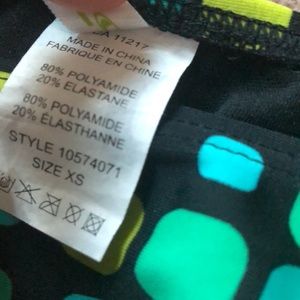 CA 11217
MADE IN CHINA
FABRIQUE EN CHINE
80% POLYAMIDE
20% ELASTANE
80% POLYAMIDE
20% ÉLASTHANNE
STYLE 10574071
SIZE XS